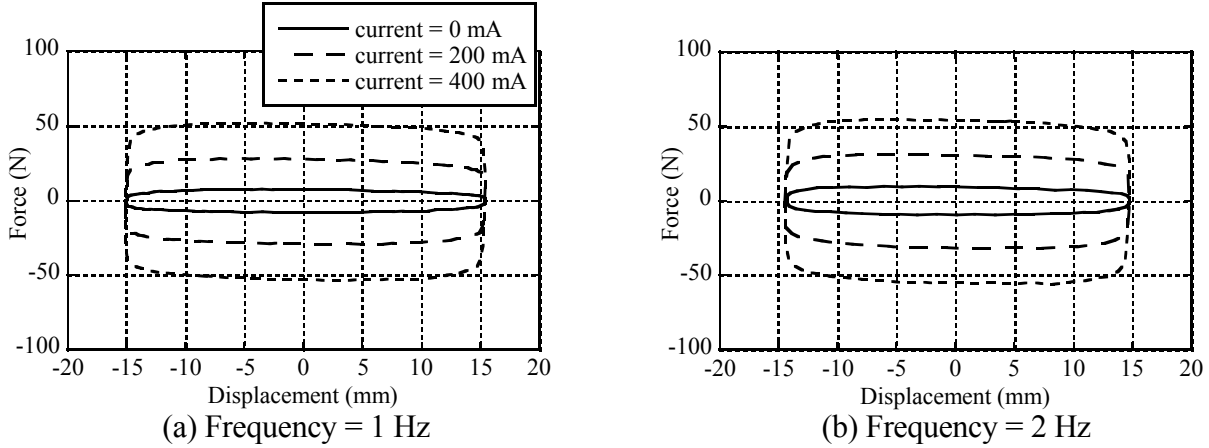 current = 0 mA
current = 200 mA
current = 400 mA
100
50
0
-50
-100
Force (N)
-20 -15 -10 -5 0 5 10 15 20
Displacement (mm)
(a) Frequency = 1 Hz
100
50
0
-50
-100
Force (N)
-20 -15 -10 -5 0 5 10 15 20
Displacement (mm)
(b) Frequency = 2 Hz